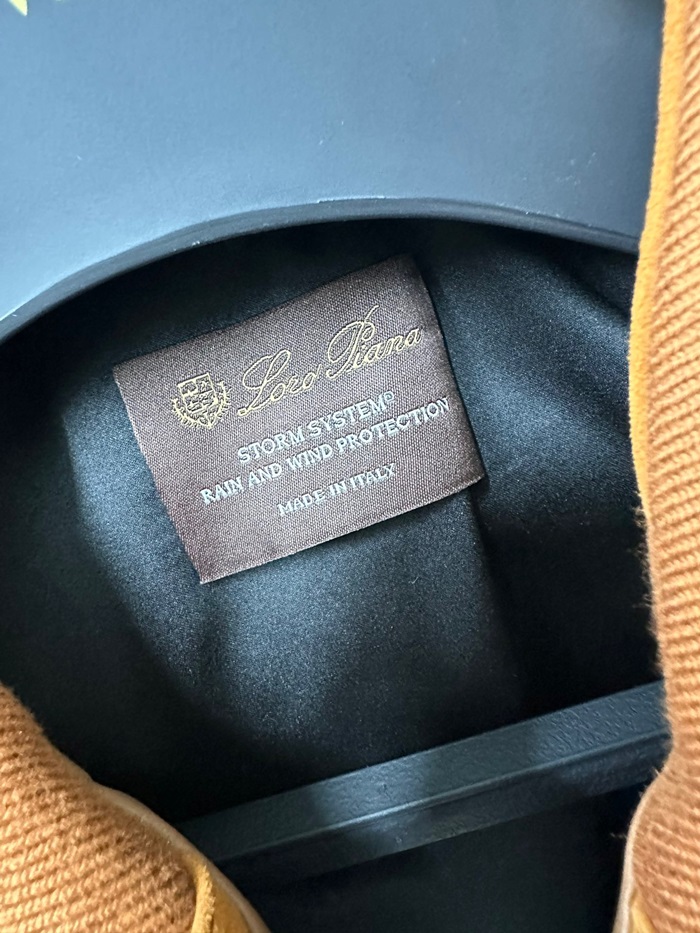 Loro Piana
STORM SYSTEM®
RAIN AND WIND PROTECTION
MADE IN ITALY